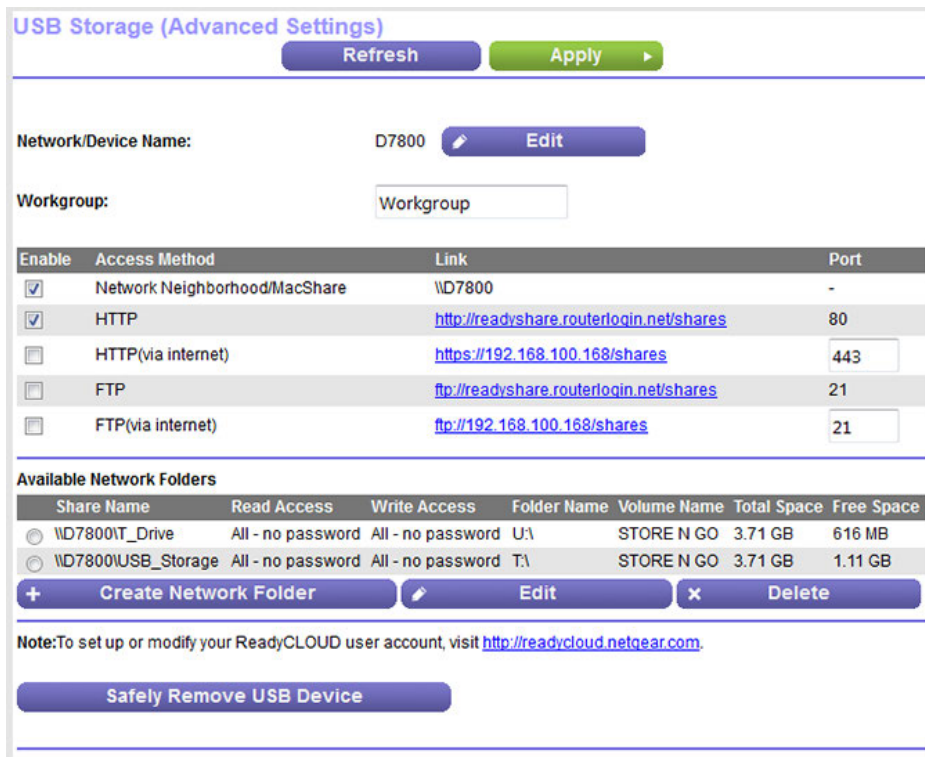 USB Storage (Advanced Settings)
Refresh Apply
Network/Device Name: D7800 Edit
Workgroup: Workgroup
Enable Access Method Link Port
Network Neighborhood/MacShare \\D7800 -
HTTP http://readyshare.routerlogin.net/shares 80
HTTP(via internet) https://192.168.100.168/shares 443
FTP ftp://readyshare.routerlogin.net/shares 21
FTP(via internet) ftp://192.168.100.168/shares 21
Available Network Folders
Share Name Read Access Write Access Folder Name Volume Name Total Space Free Space
\\D7800\T_Drive All - no password All - no password U:\ STORE N GO 3.71 GB 616 MB
\\D7800\USB_Storage All - no password All - no password T:\ STORE N GO 3.71 GB 1.11 GB
Create Network Folder Edit Delete
Note:To set up or modify your ReadyCLOUD user account, visit http://readycloud.netgear.com.
Safely Remove USB Device